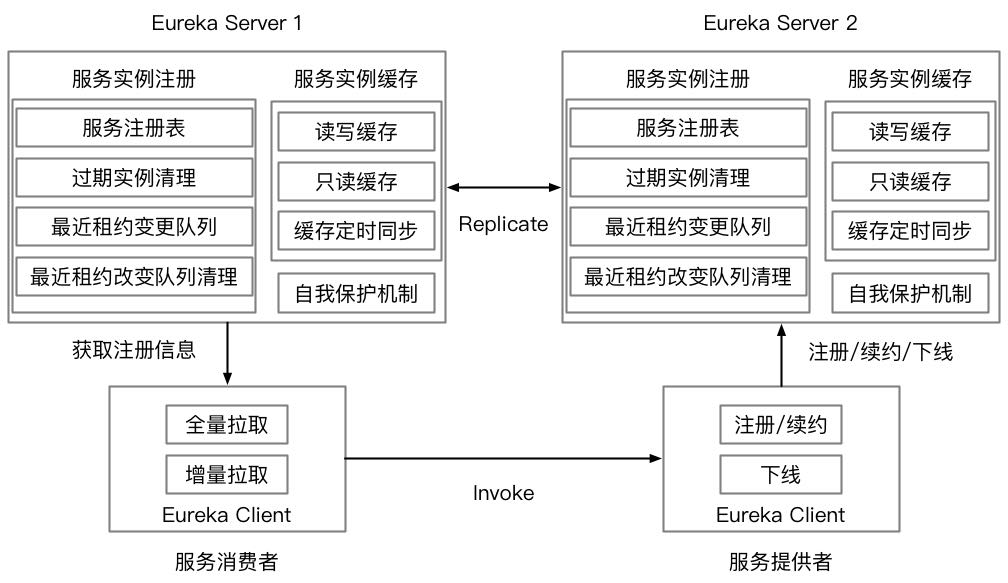 Eureka Server 1
服务实例注册
服务注册表
过期实例清理
最近租约变更队列
最近租约改变队列清理
服务实例缓存
读写缓存
只读缓存
缓存定时同步
自我保护机制
Replicate
Eureka Server 2
服务实例注册
服务注册表
过期实例清理
最近租约变更队列
最近租约改变队列清理
服务实例缓存
读写缓存
只读缓存
缓存定时同步
自我保护机制
获取注册信息
注册/续约/下线
全量拉取
增量拉取
Eureka Client
服务消费者
Invoke
注册/续约
下线
Eureka Client
服务提供者